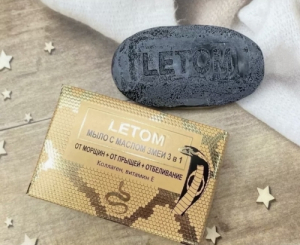 LETOM
LETOM
МЫЛО С МАСЛОМ ЗМЕИ 3 в 1
ОТ МОРЩИН + ОТ ПРЫЩЕЙ + ОТБЕЛИВАНИЕ
Коллаген, витамин Е